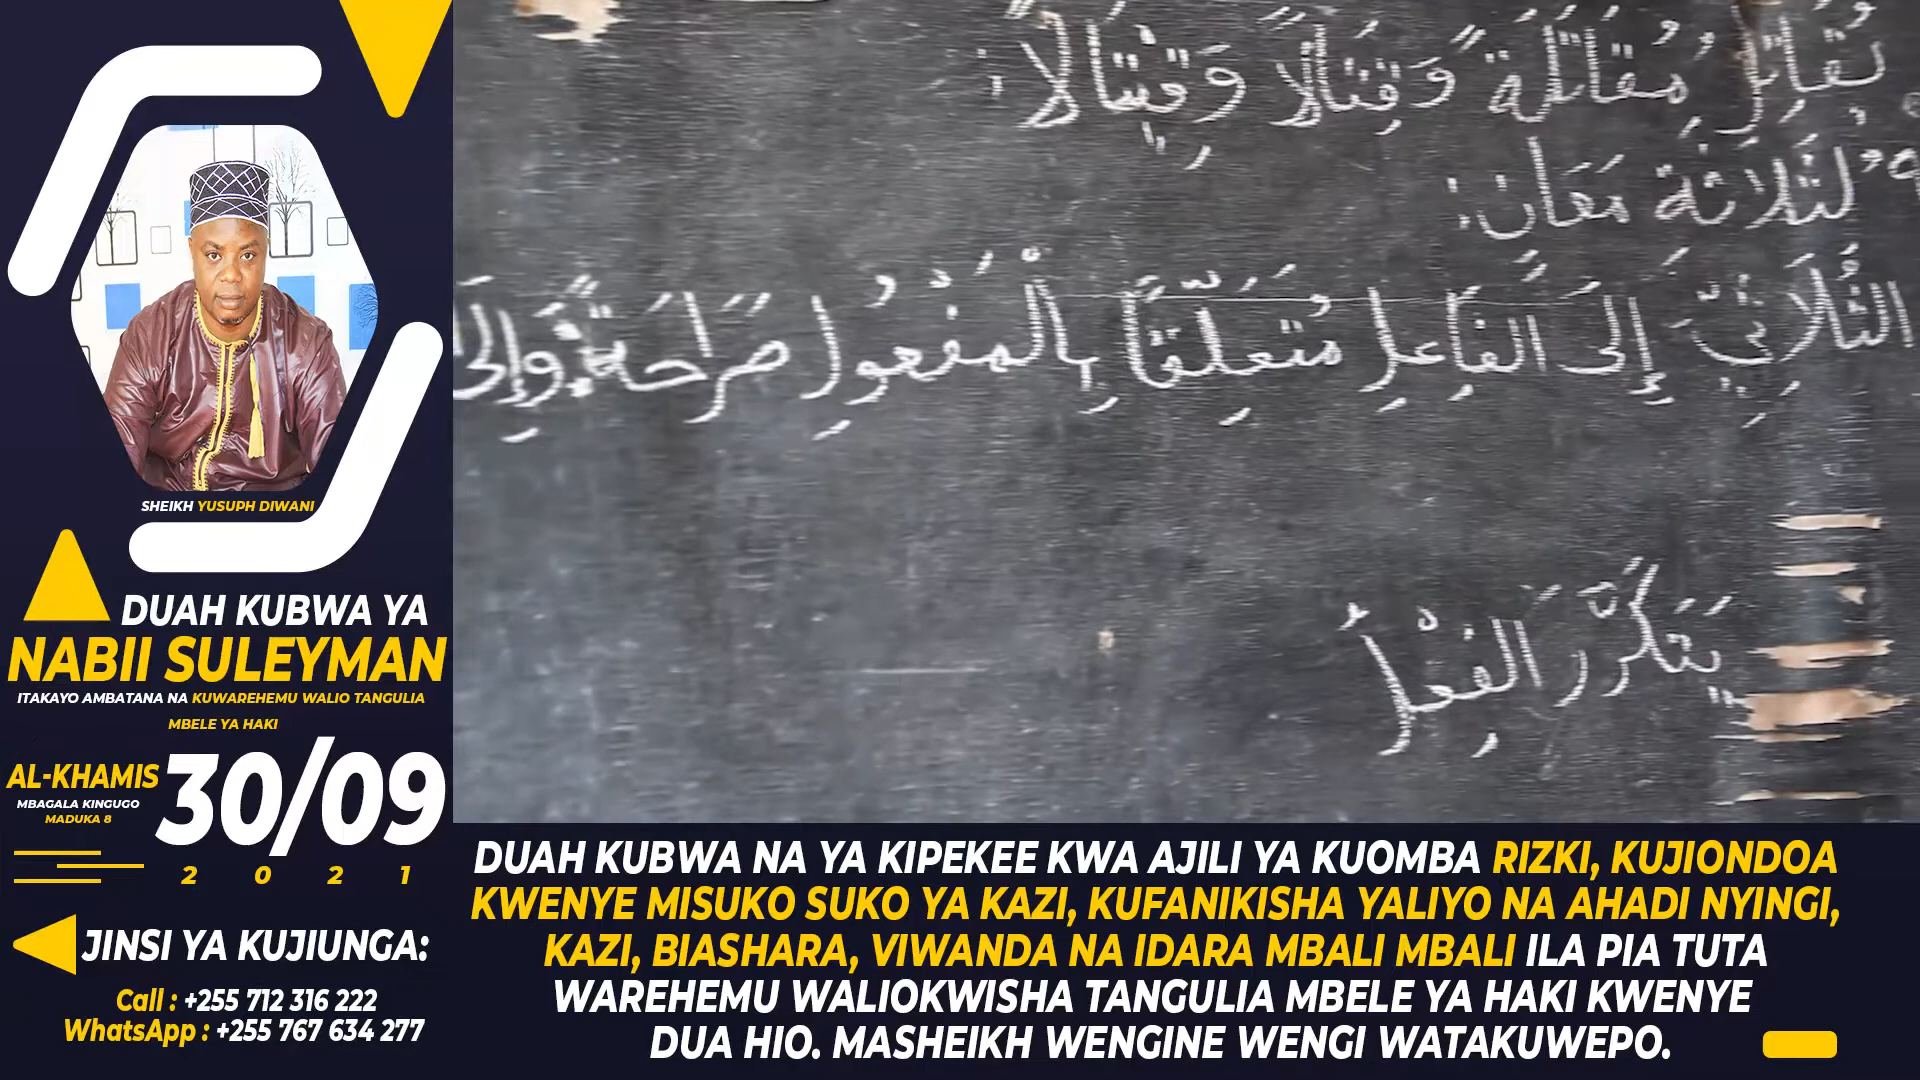 يُقَاتِلُ مُقَاتَلَةً وَقِتَالًا وَقِيتَالًا:
لِثَلَاثَةِ مَعَانٍ:
الثُّلَاثِيِّ إِلَى الفَاعِلِ مُتَعَلِّقًا بِالْمَفْعُولِ صَرَاحَةً وَإِلَى
يَتَكَرَّرَ الفِعْلُ
SHEIKH YUSUPH DIWANI
DUAH KUBWA YA
NABII SULEYMAN
ITAKAYO AMBATANA NA KUWAREHEMU WALIO TANGULIA
MBELE YA HAKI
AL-KHAMIS 30/09
MBAGALA KINGUGO
MADUKA 8
2 0 2 1
JINSI YA KUJIUNGA:
Call : +255 712 316 222
WhatsApp : +255 767 634 277
DUAH KUBWA NA YA KIPEKEE KWA AJILI YA KUOMBA RIZKI, KUJIONDOA
KWENYE MISUKO SUKO YA KAZI, KUFANIKISHA YALIYO NA AHADI NYINGI,
KAZI, BIASHARA, VIWANDA NA IDARA MBALI MBALI ILA PIA TUTA
WAREHEMU WALIOKWISHA TANGULIA MBELE YA HAKI KWENYE
DUA HIO. MASHEIKH WENGINE WENGI WATAKUWEPO.